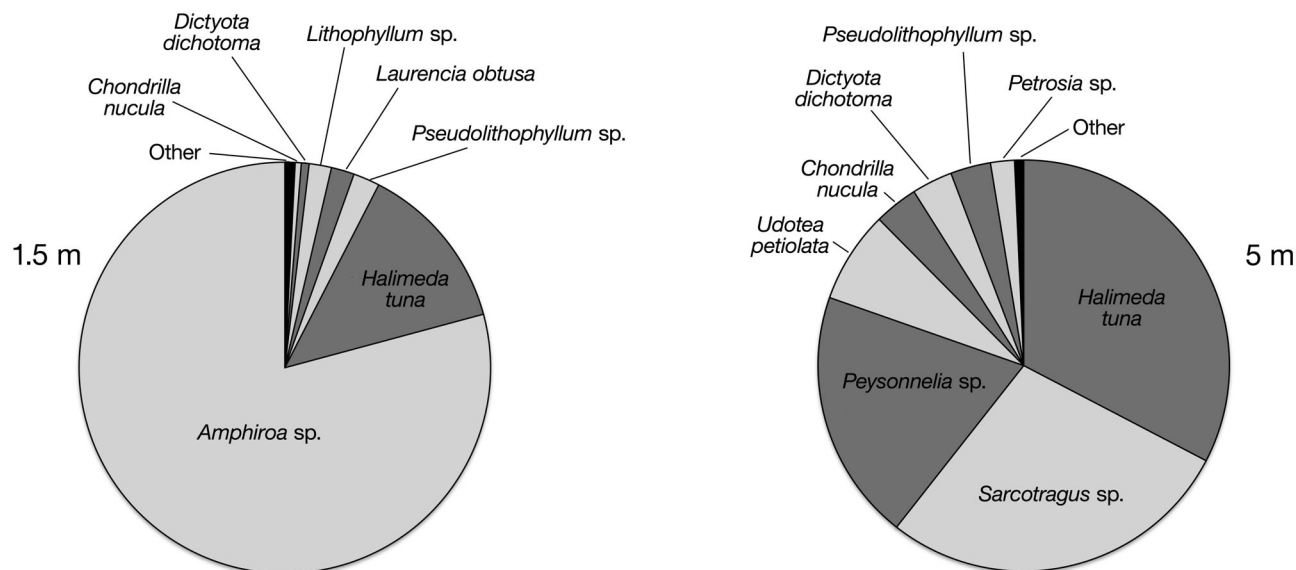 Dictyota
dichotoma
Lithophyllum sp.
Laurencia obtusa
Chondrilla
nucula
Pseudolithophyllum sp.
Other
1.5 m
Halimeda
tuna
Amphiroa sp.
Pseudolithophyllum sp.
Dictyota
dichotoma
Petrosia sp.
Other
Chondrilla
nucula
Udotea
petiolata
5 m
Halimeda
tuna
Peysonnelia sp.
Sarcotragus sp.